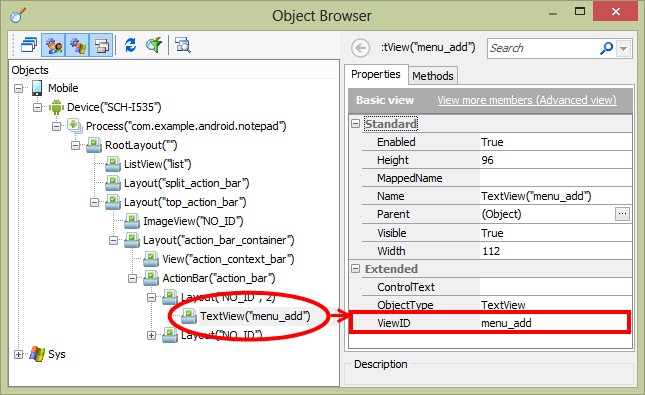 Object Browser
:tView("menu_add")
Search
Objects
Mobile
Device("SCH-I535")
Process("com.example.android.notepad")
RootLayout("")
ListView("list")
Layout("split_action_bar")
Layout("top_action_bar")
ImageView("NO_ID")
Layout("action_bar_container")
View("action_context_bar")
ActionBar("action_bar")
Layout("NO_ID", 2)
TextView("menu_add")
Layout("NO_ID")
Sys
Properties
Methods
Basic view
View more members (Advanced view)
Standard
Enabled True
Height 96
MappedName
Name TextView("menu_add")
Parent (Object) ...
Visible True
Width 112
Extended
ControlText
ObjectType TextView
ViewID menu_add
Description